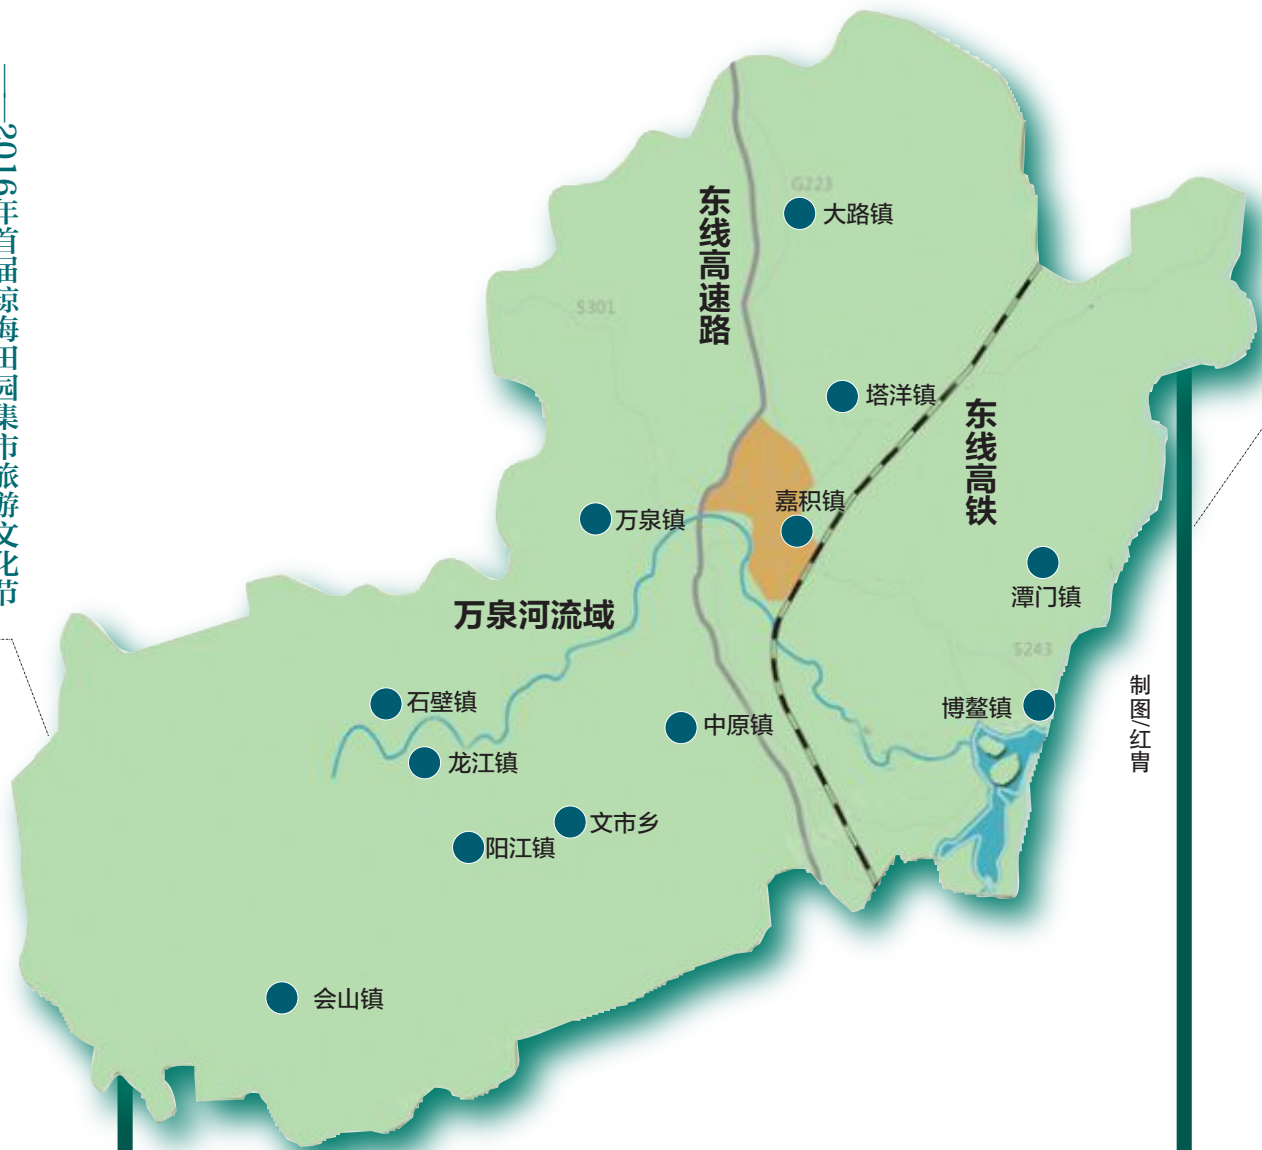 ——2016年首届琼海田园集市旅游文化节
G223
大路镇
东线高速路
S301
塔洋镇
东线高铁
嘉积镇
万泉镇
潭门镇
万泉河流域
S243
石壁镇
博鳌镇
制图/红胄
中原镇
龙江镇
文市乡
阳江镇
会山镇